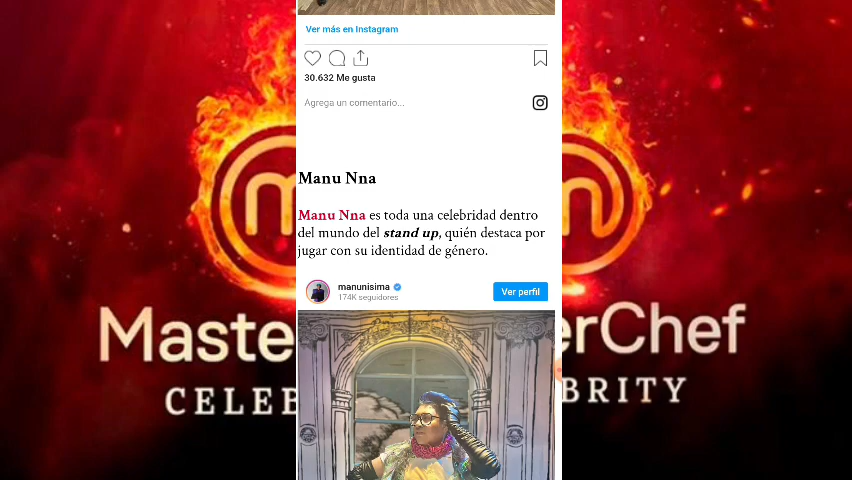 Ver más en Instagram
30.632 Me gusta
Agrega un comentario...
Manu Nna
Manu Nna es toda una celebridad dentro
del mundo del stand up, quién destaca por
jugar con su identidad de género.
manunisima
174K seguidores
Ver perfil
Maste
CELEB
erChef
BRITY